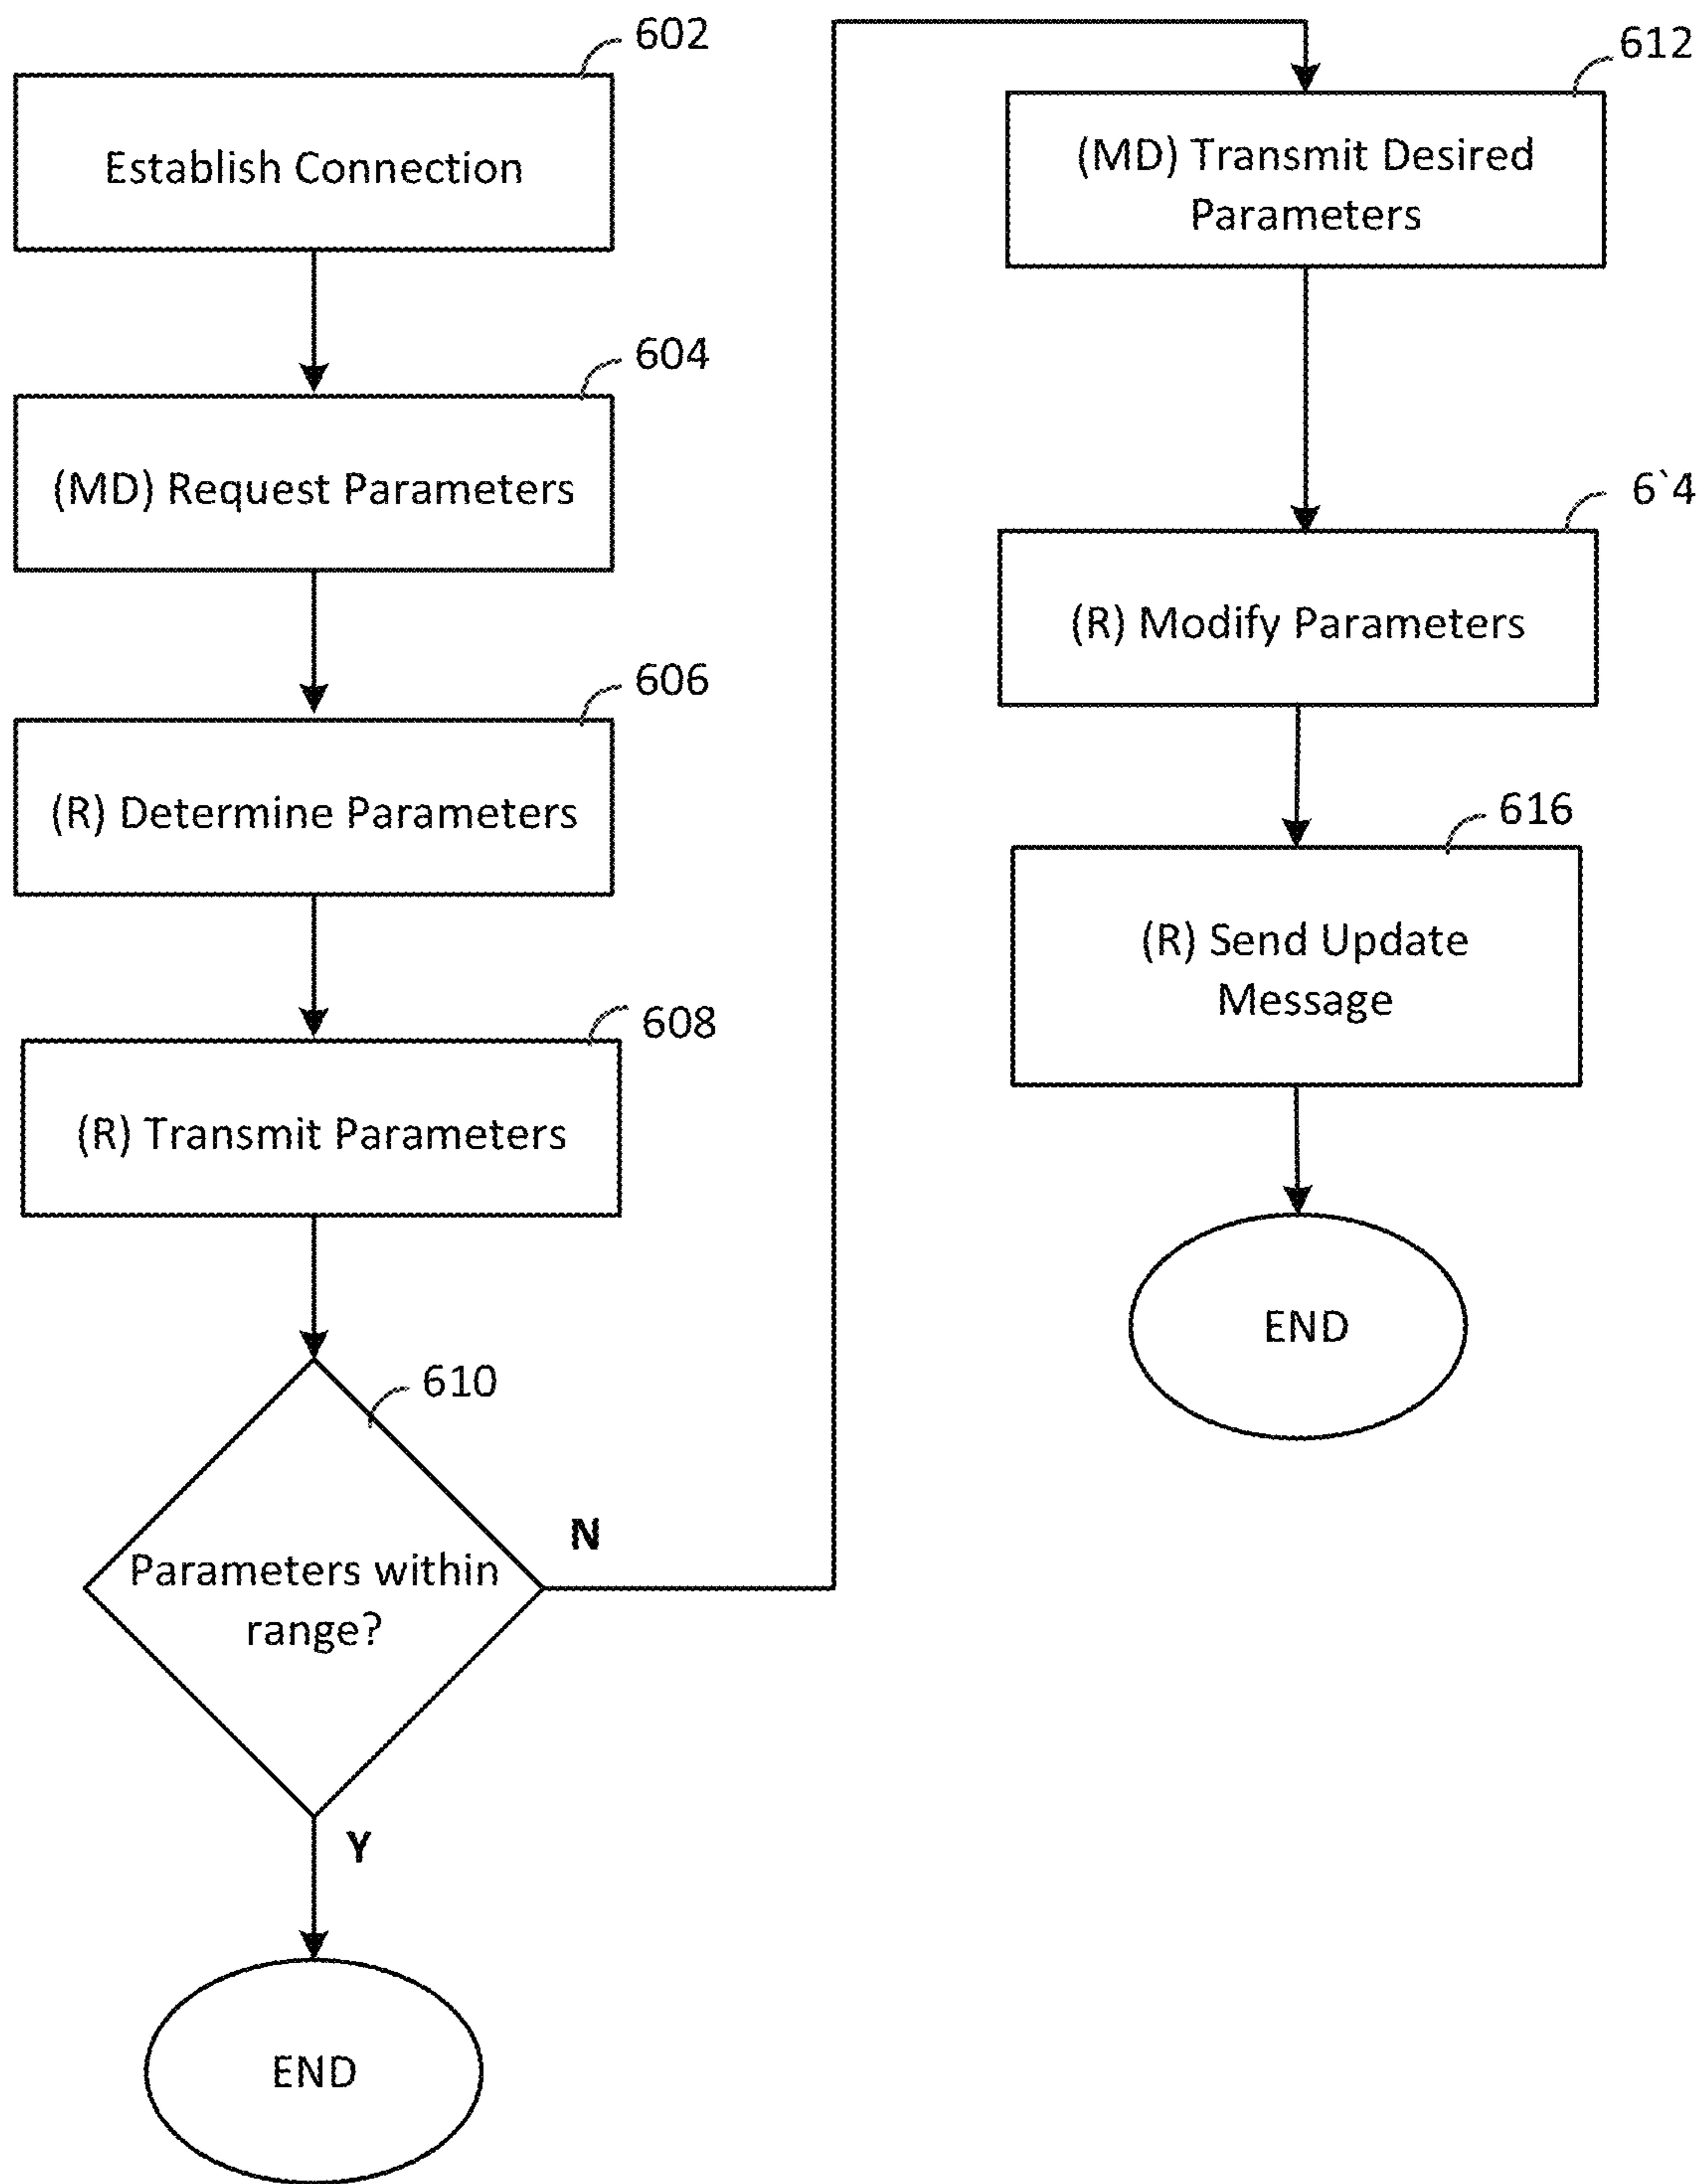 602
Establish Connection
604
(MD) Request Parameters
606
(R) Determine Parameters
608
(R) Transmit Parameters
610
Parameters within
range?
N
Y
END
612
(MD) Transmit Desired
Parameters
6`4
(R) Modify Parameters
616
(R) Send Update
Message
END